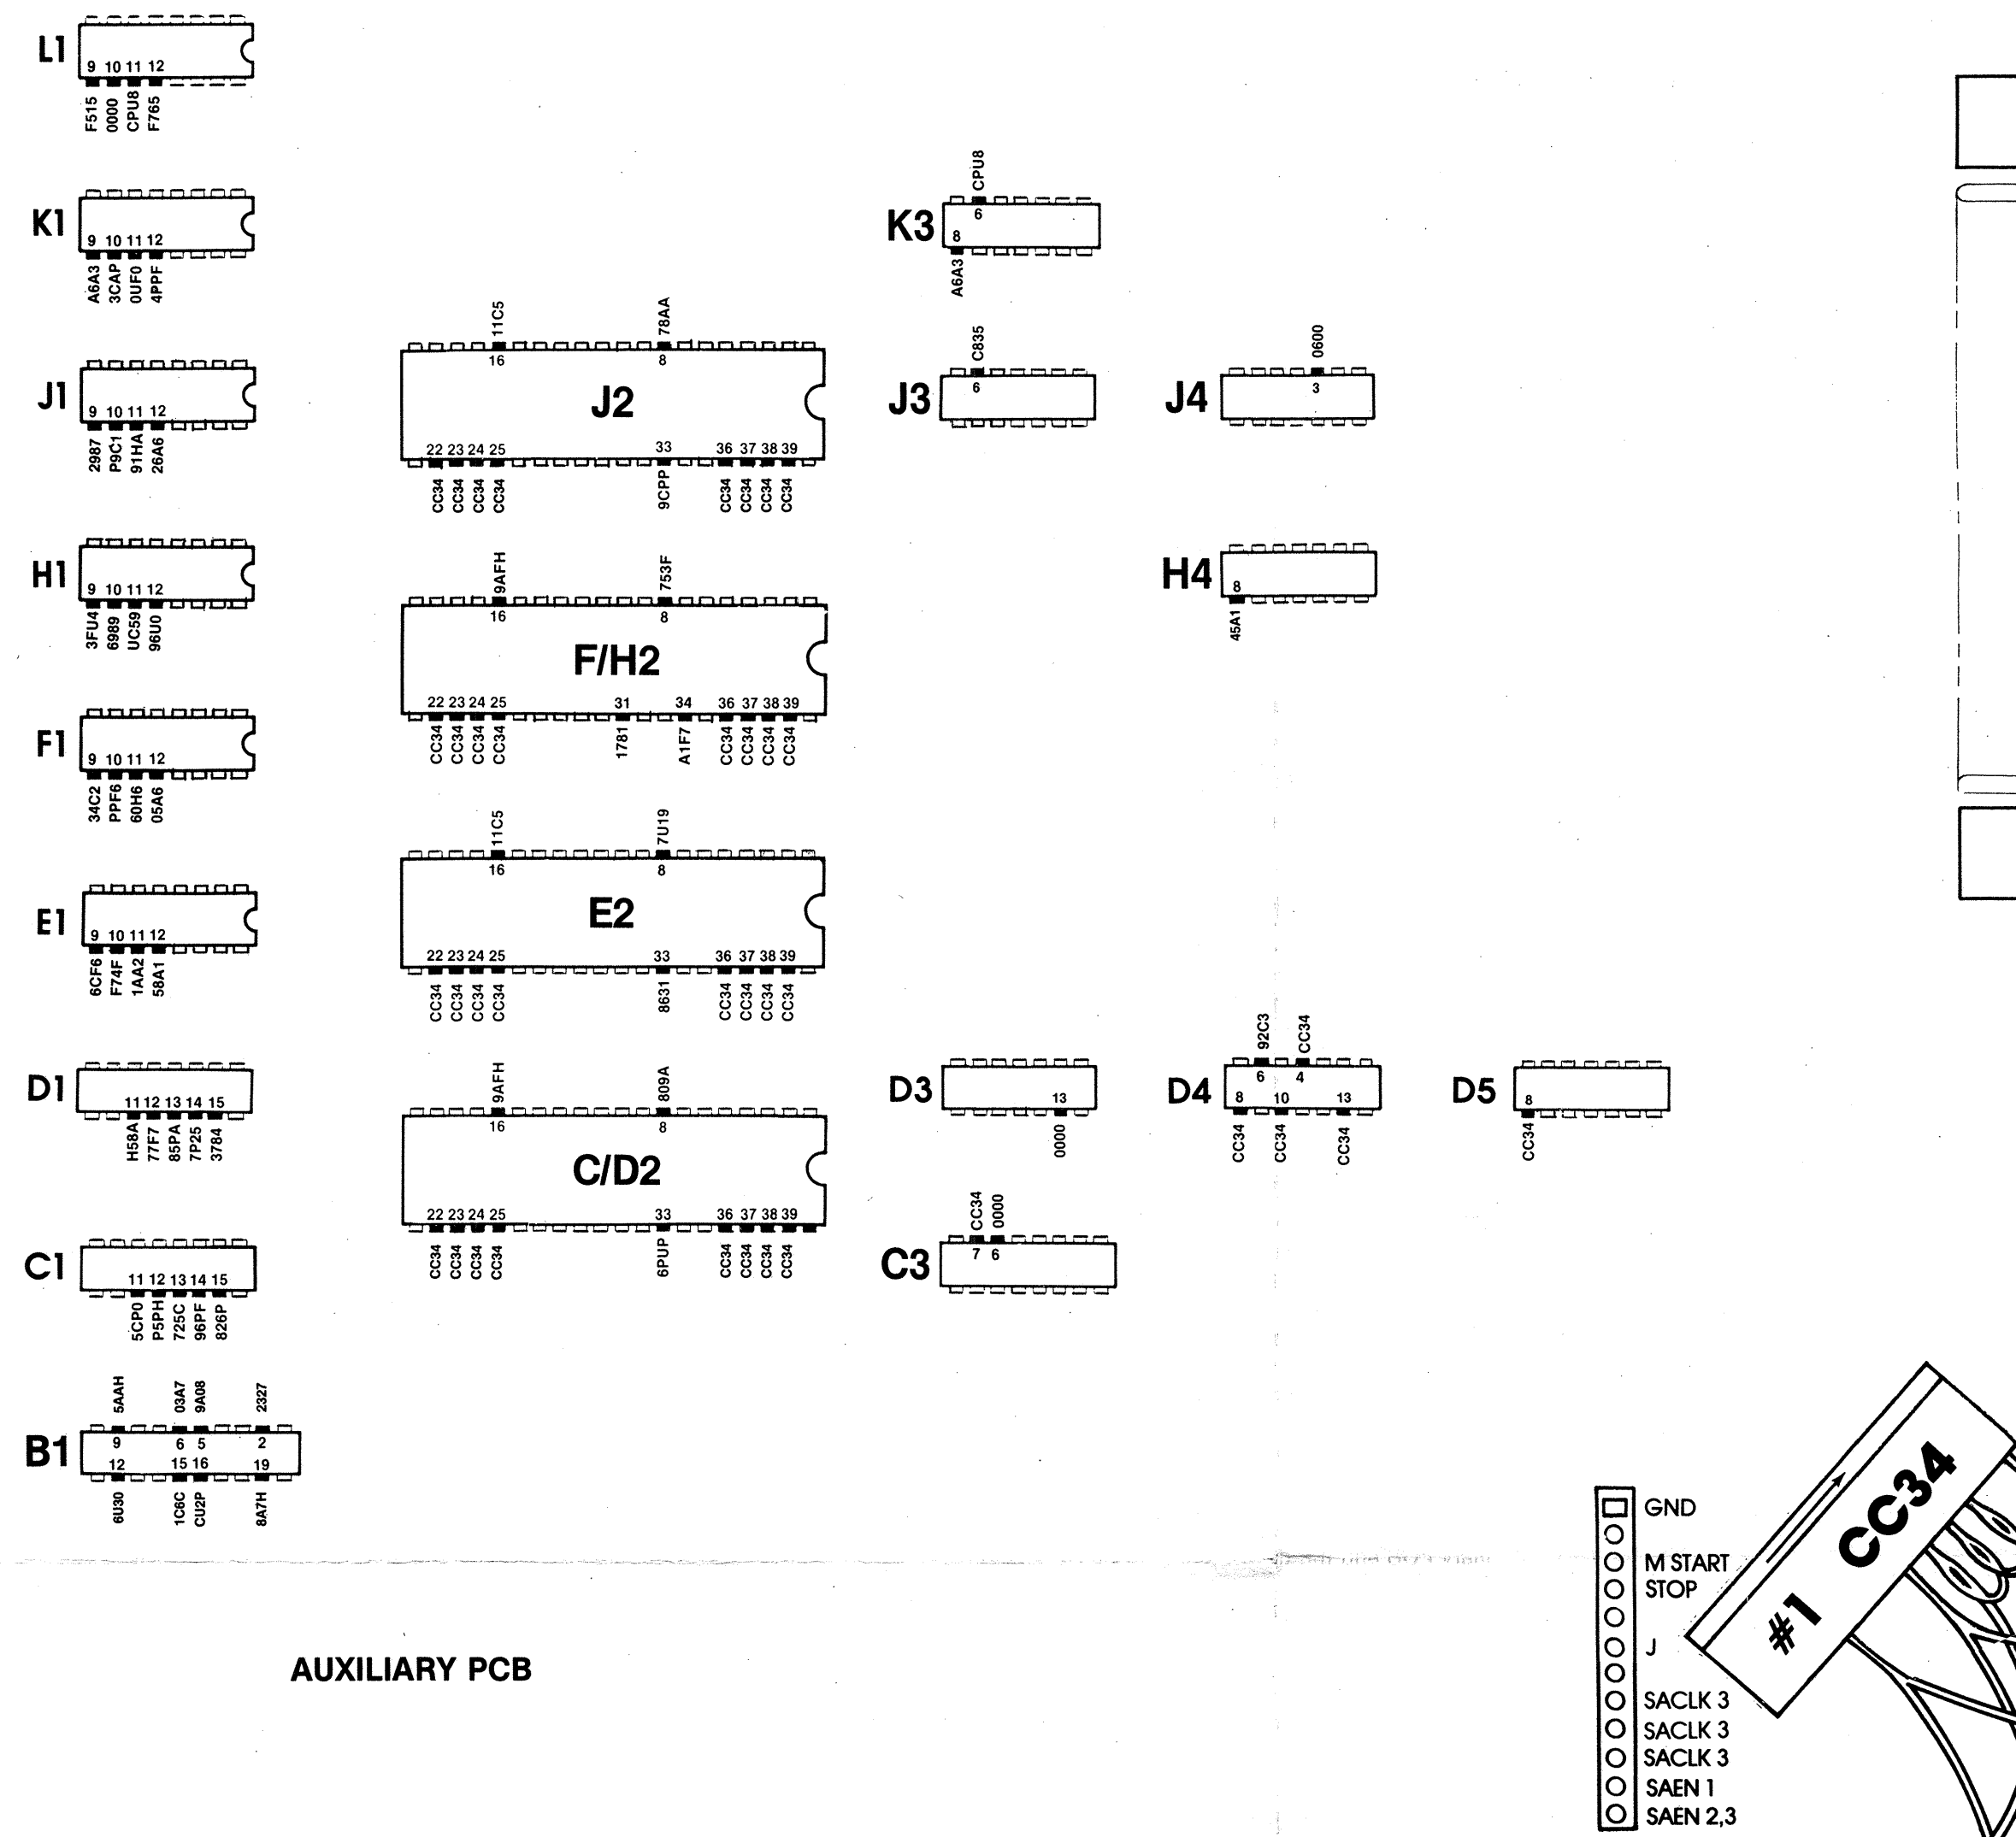 L1
9 10 11 12
F515 0000 CPU8 F765
K1
9 10 11 12
A6A3 3CAP 0UF0 4PPF
J1
9 10 11 12
2987 P9C1 91HA 26A6
H1
9 10 11 12
3FU4 6989 UC59 96U0
F1
9 10 11 12
34C2 PPF6 60H6 05A6
E1
9 10 11 12
6CF6 F74F 1AA2 58A1
D1
11 12 13 14 15
H58A 77F7 85PA 7P25 3784
C1
11 12 13 14 15
5CP0 P5PH 725C 96PF 826P
5AAH 03A7 9A08 2327
9 6 5 2
B1
12 15 16 19
6U30 1C6C CU2P 8A7H
11C5 78AA
16 8
J2
22 23 24 25 33 36 37 38 39
CC34 CC34 CC34 CC34 9CPP CC34 CC34 CC34 CC34
9AFH 753F
16 8
F/H2
22 23 24 25 31 34 36 37 38 39
CC34 CC34 CC34 CC34 1781 A1F7 CC34 CC34 CC34 CC34
11C5 7U19
16 8
E2
22 23 24 25 33 36 37 38 39
CC34 CC34 CC34 CC34 8631 CC34 CC34 CC34 CC34
9AFH 809A
16 8
C/D2
22 23 24 25 33 36 37 38 39
CC34 CC34 CC34 CC34 6PUP CC34 CC34 CC34 CC34
CPU8
6
K3
8
A6A3
C835
6
J3
0600
3
J4
H4
8
45A1
D3
13
0000
92C3 CC34
6 4
D4
8 10 13
CC34 CC34 CC34
D5
8
CC34
CC34 0000
7 6
C3
AUXILIARY PCB
GND
M START
STOP
J
SACLK 3
SACLK 3
SACLK 3
SAEN 1
SAEN 2,3
#1 CC34